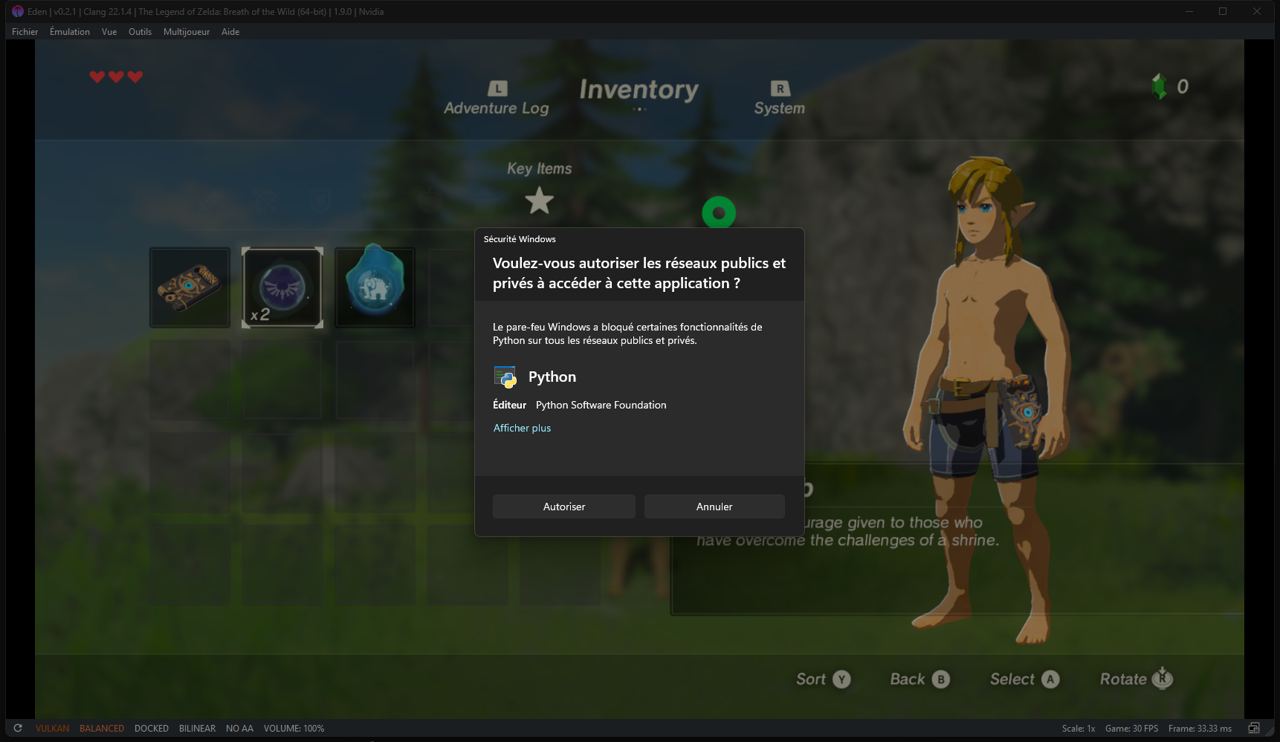 Eden | v0.2.1 | Clang 22.1.4 | The Legend of Zelda: Breath of the Wild (64-bit) | 1.9.0 | Nvidia
Fichier Émulation Vue Outils Multijoueur Aide
L Inventory R 0
Adventure Log System
Key Items
x2
Sécurité Windows
Voulez-vous autoriser les réseaux publics et
privés à accéder à cette application ?
Le pare-feu Windows a bloqué certaines fonctionnalités de
Python sur tous les réseaux publics et privés.
Python
Éditeur Python Software Foundation
Afficher plus
Autoriser Annuler
given to those who
have overcome the challenges of a shrine.
Sort Y Back B Select A Rotate R
VULKAN BALANCED DOCKED BILINEAR NO AA VOLUME: 100% Scale: 1x Game: 30 FPS Frame: 33.33 ms